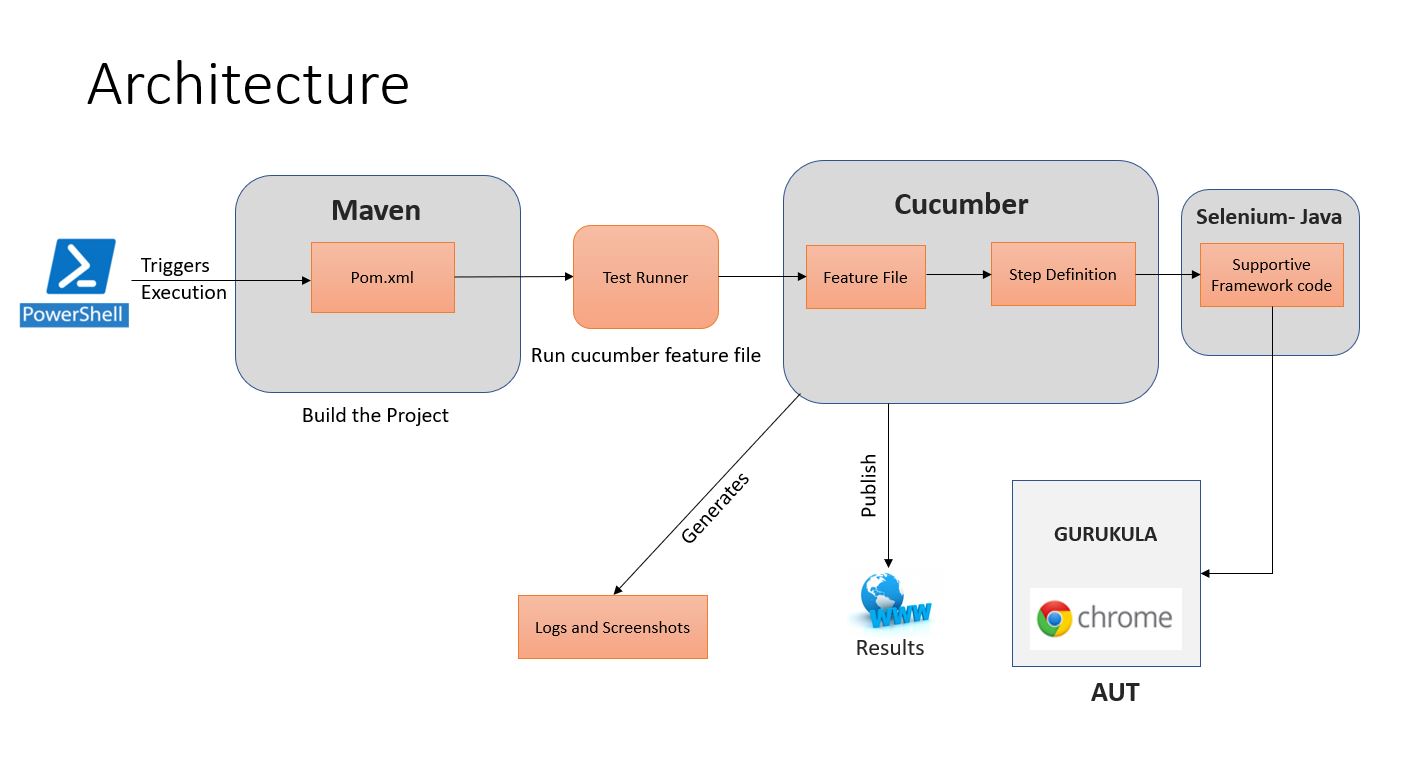 Architecture
Maven
Cucumber
Selenium- Java
Triggers
Execution
PowerShell
Pom.xml
Test Runner
Feature File
Step Definition
Supportive
Framework code
Run cucumber feature file
Build the Project
Generates
Publish
GURUKULA
chrome
AUT
Logs and Screenshots
WWW
Results